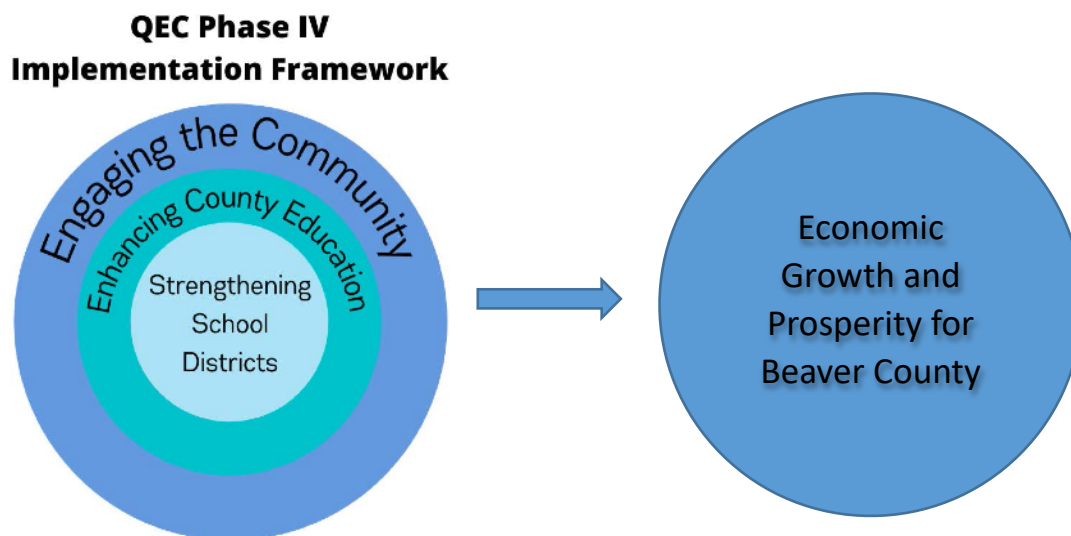 QEC Phase IV
Implementation Framework
Engaging the Community
Enhancing County Education
Strengthening
School
Districts
Economic
Growth and
Prosperity for
Beaver County